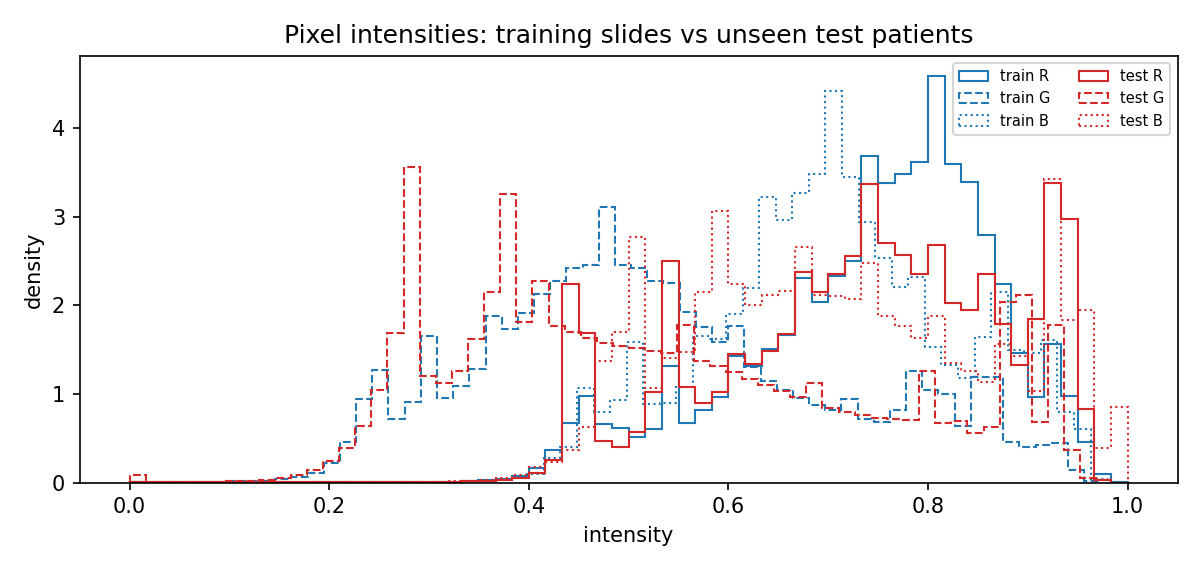 Pixel intensities: training slides vs unseen test patients
train R
train G
train B
test R
test G
test B
density
4
3
2
1
0
0.0 0.2 0.4 0.6 0.8 1.0
intensity